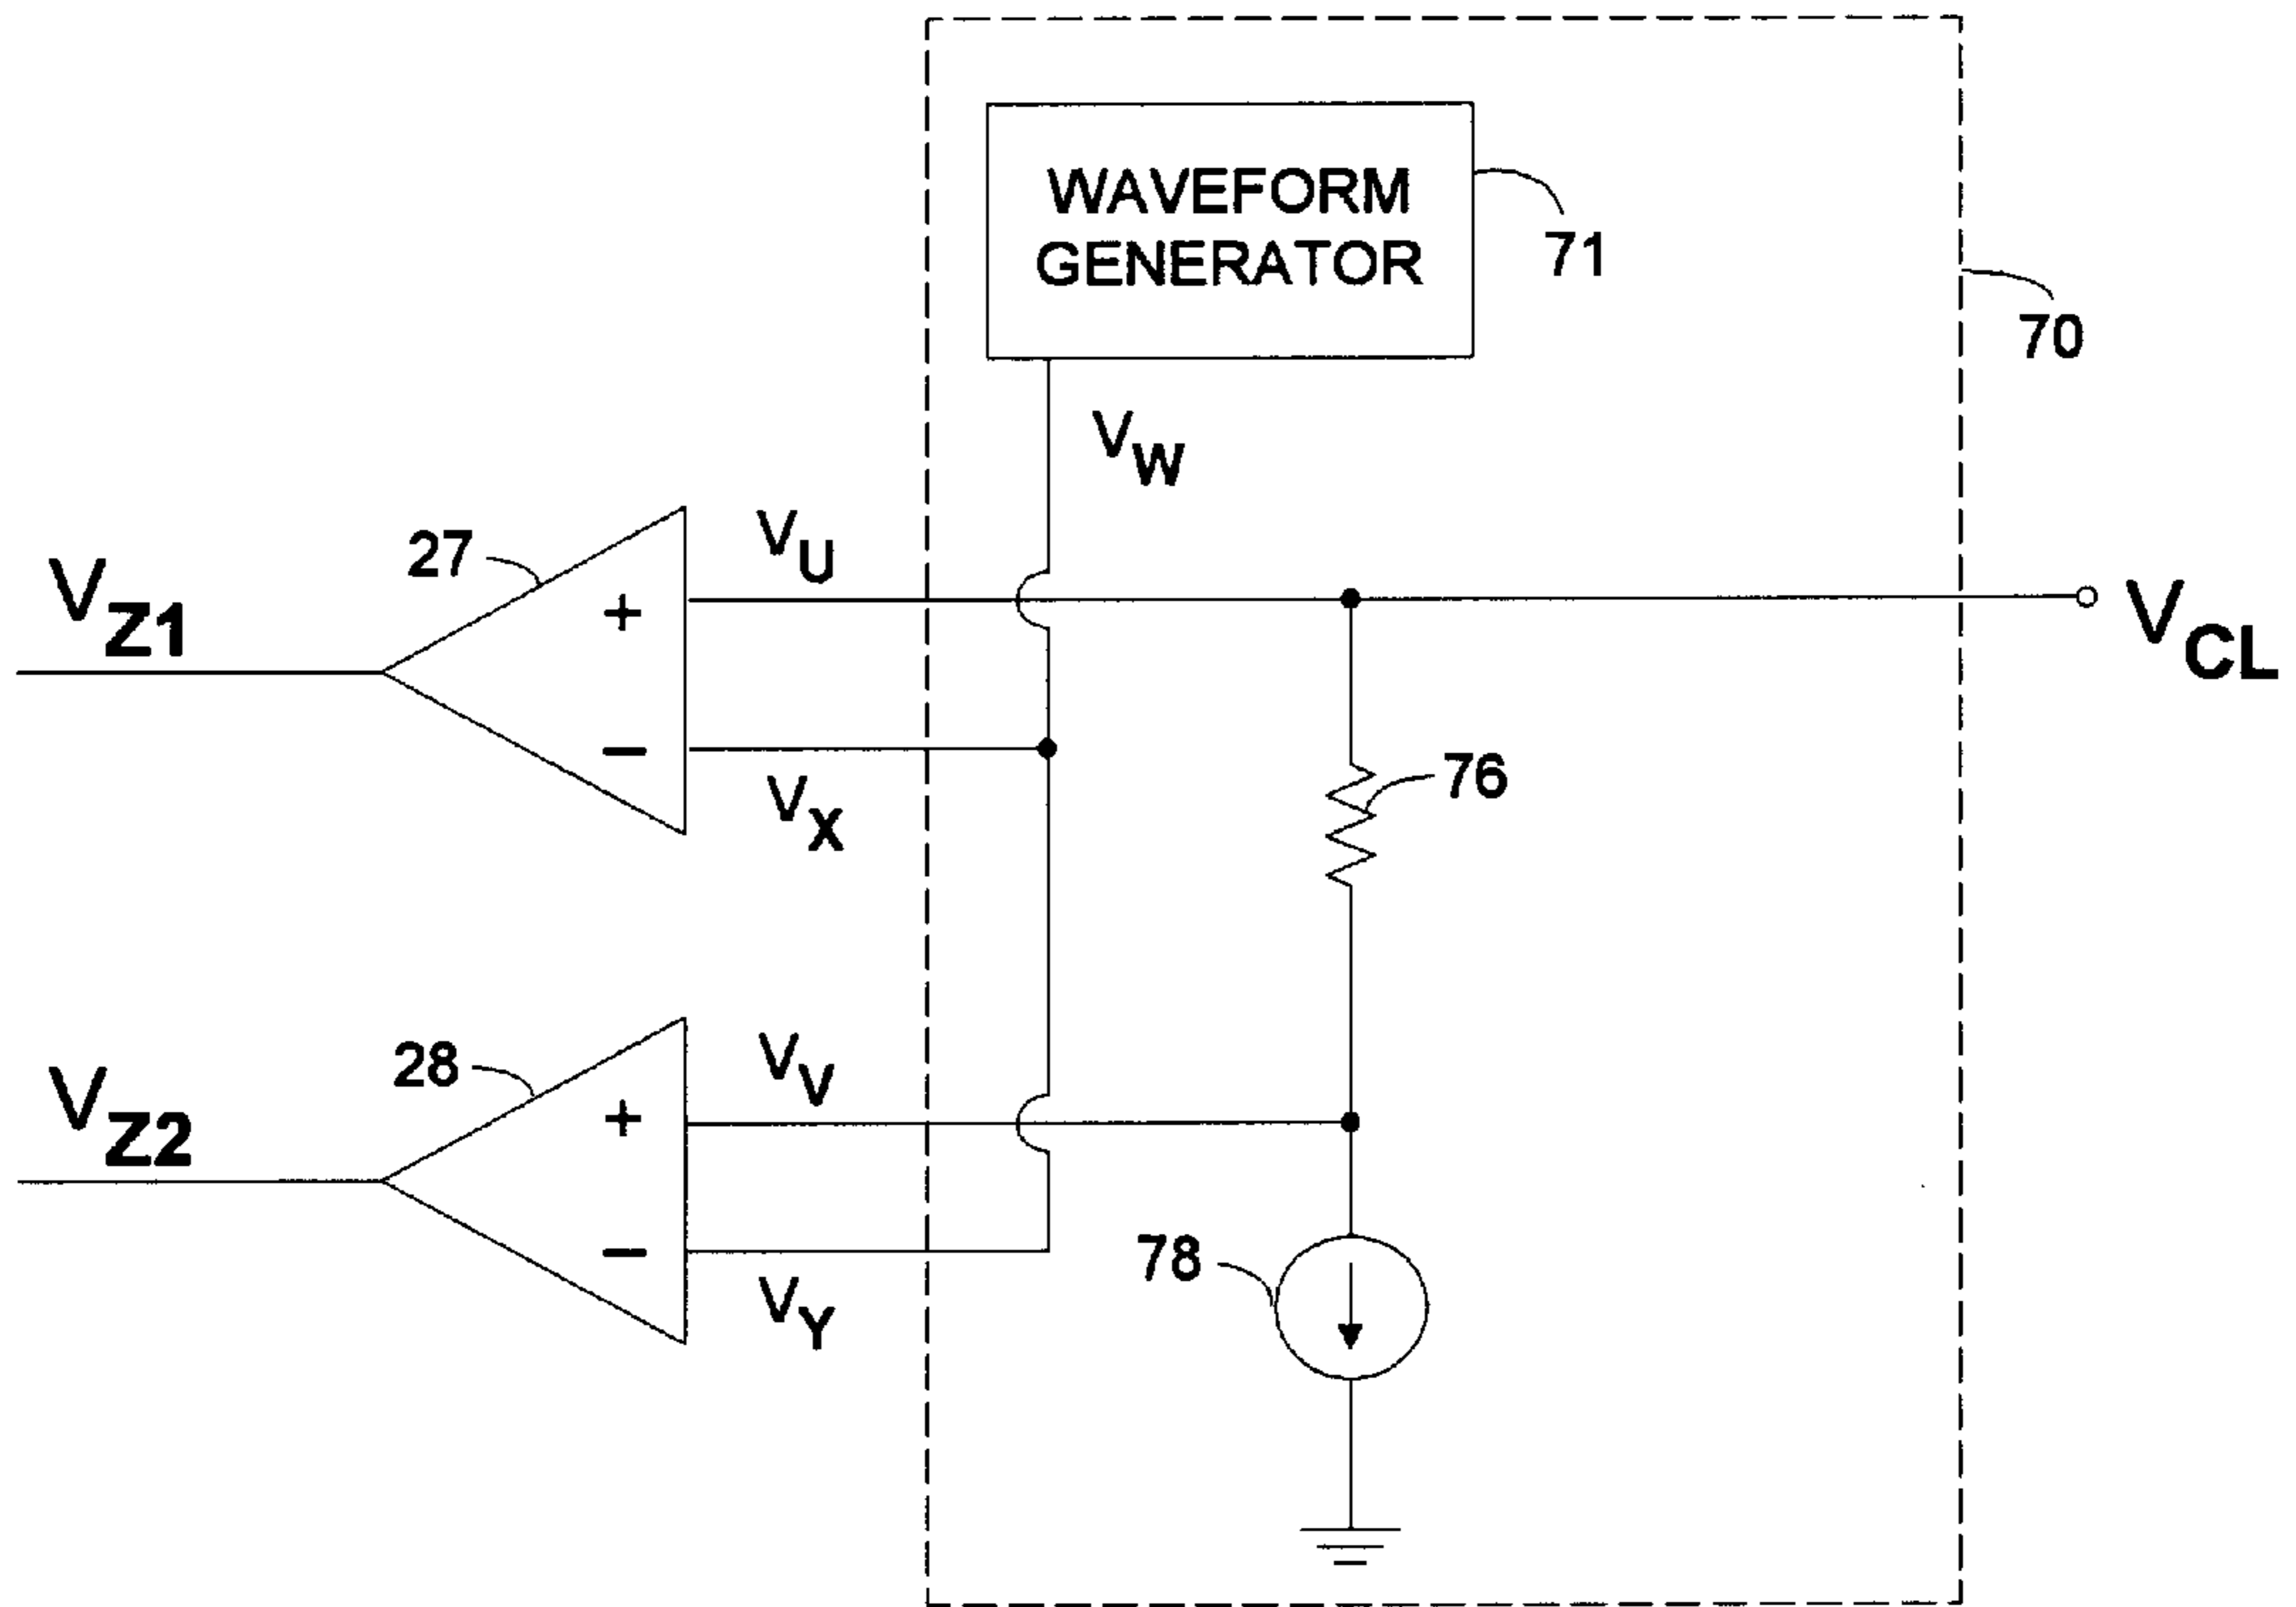 WAVEFORM
GENERATOR
71
70
VW
27
VU
VZ1
+
VCL
−
VX
76
28
VV
VZ2
+
78
−
VY